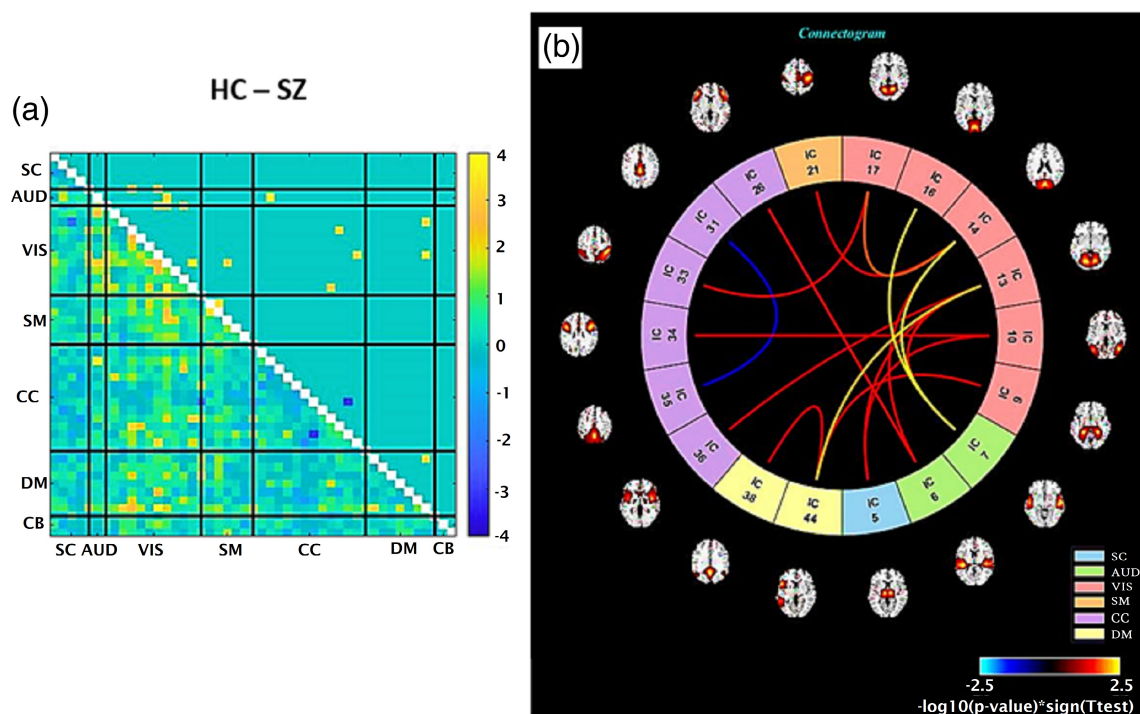 HC – SZ
(a)
SC
AUD
VIS
SM
CC
DM
CB
SC AUD VIS SM CC DM CB
4
3
2
1
0
-1
-2
-3
-4
(b)
Connectogram
IC 21
IC 17
IC 16
IC 14
IC 13
IC 10
IC 9
IC 7
IC 6
IC 5
IC 44
IC 38
IC 36
IC 35
IC 34
IC 33
IC 31
IC 26
SC
AUD
VIS
SM
CC
DM
-2.5 2.5
-log10(p-value)*sign(Ttest)